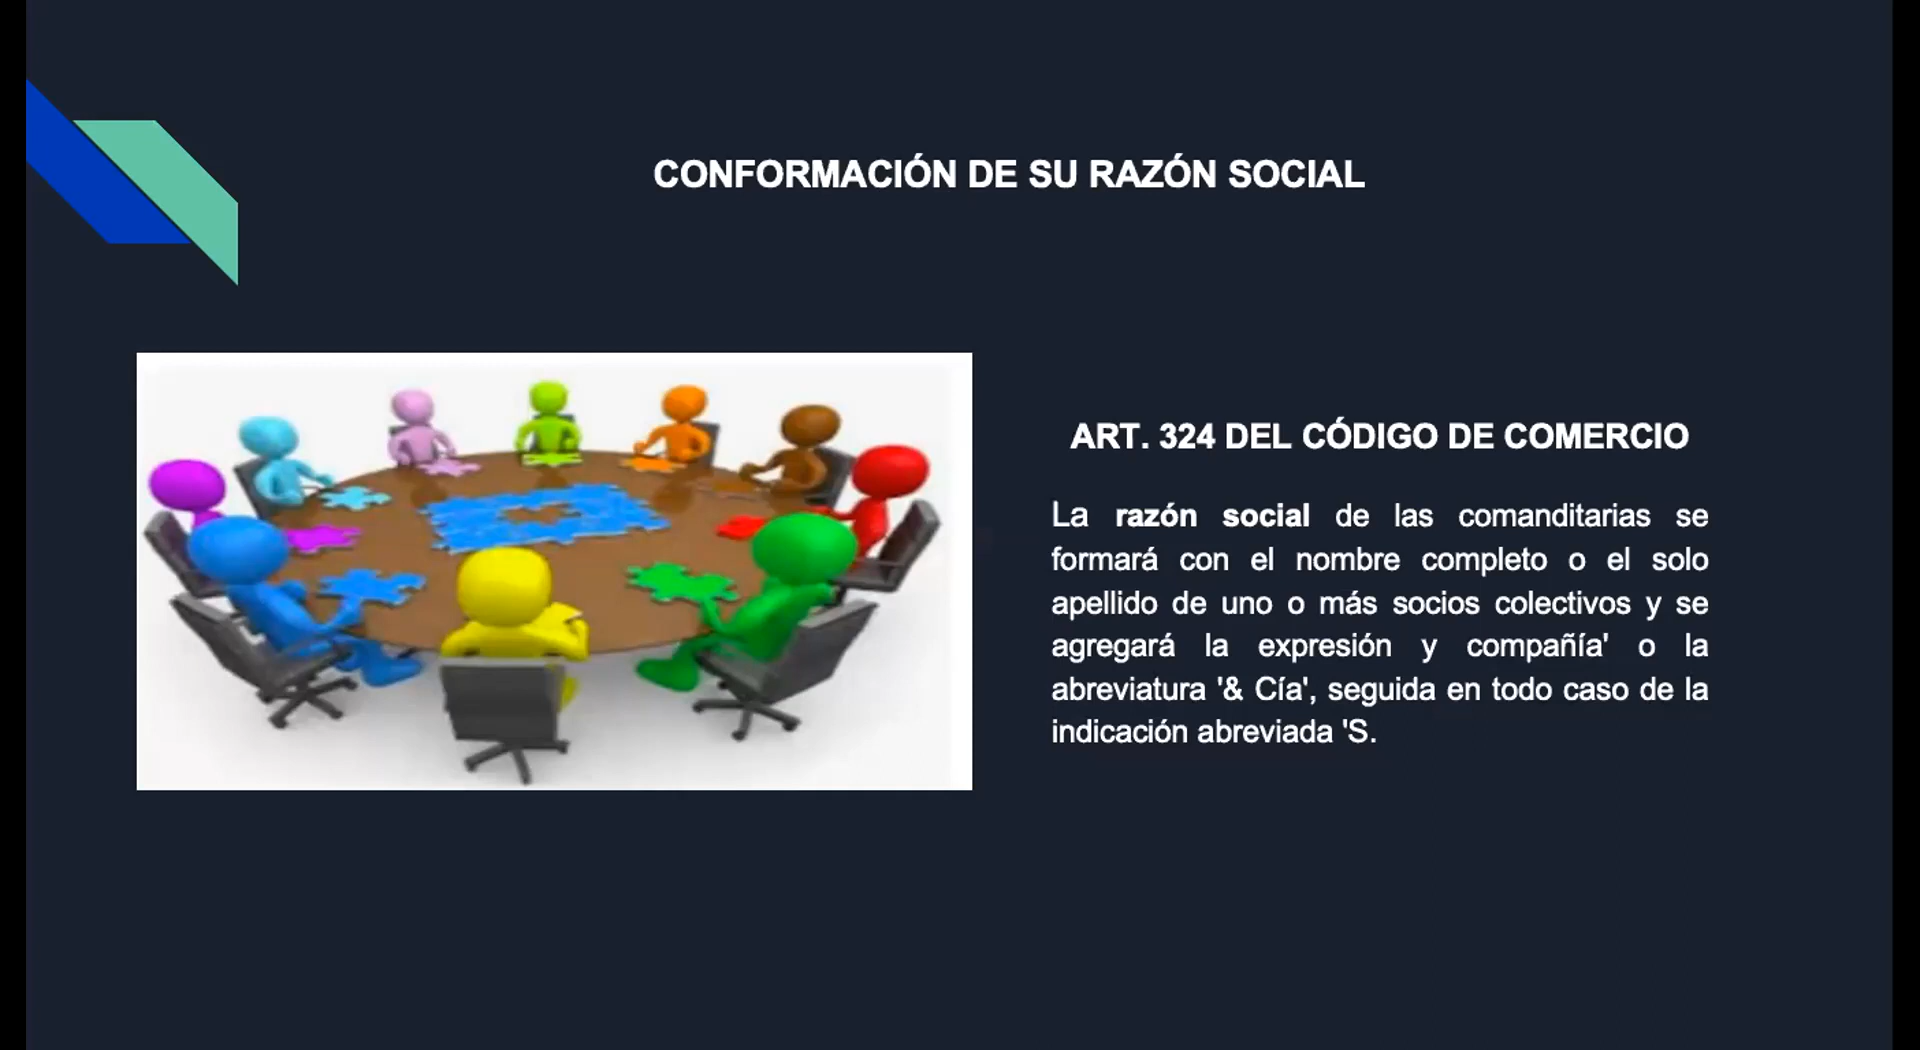 CONFORMACIÓN DE SU RAZÓN SOCIAL
ART. 324 DEL CÓDIGO DE COMERCIO
La razón social de las comanditarias se
formará con el nombre completo o el solo
apellido de uno o más socios colectivos y se
agregará la expresión y compañía' o la
abreviatura '& Cía', seguida en todo caso de la
indicación abreviada 'S.